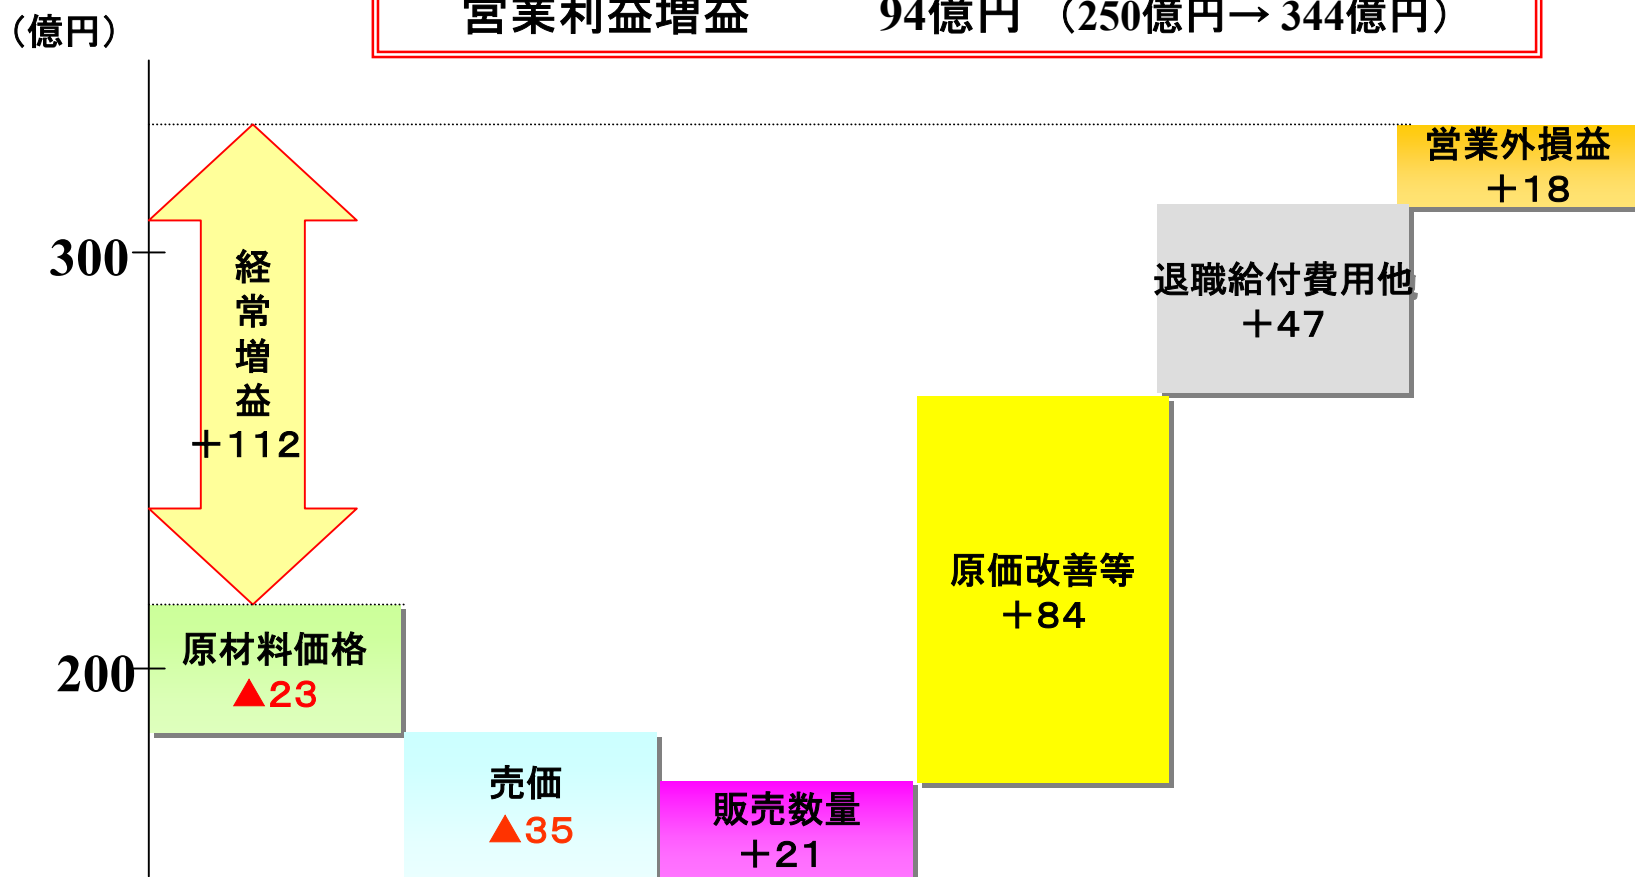 営業利益増益 94億円 （250億円→ 344億円）
（億円）
営業外損益
＋18
300
経常増益
＋112
退職給付費用他
＋47
原価改善等
＋84
200
原材料価格
▲23
売価
▲35
販売数量
＋21